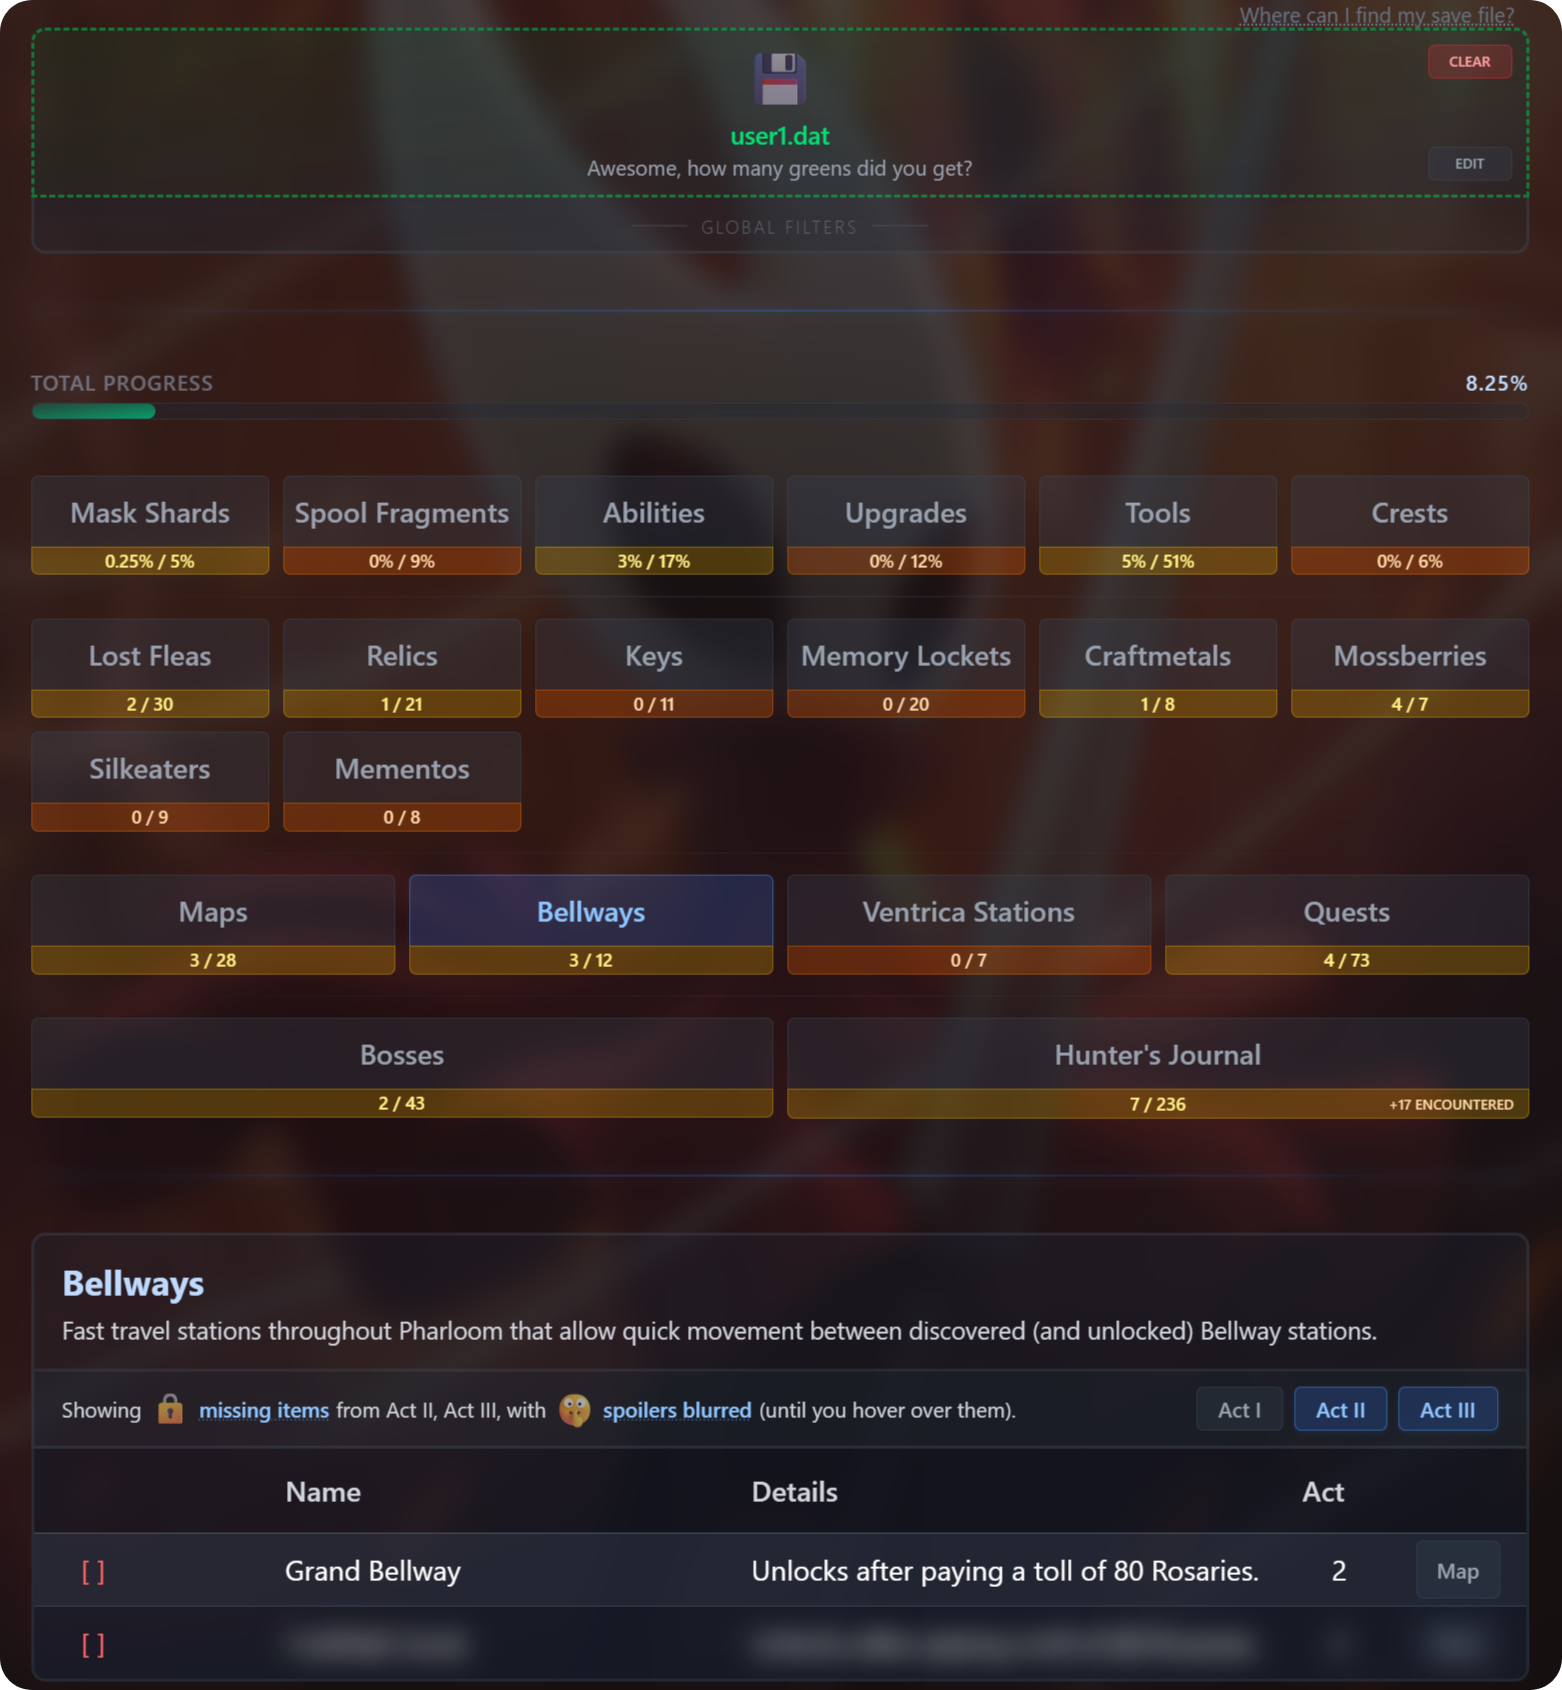 Where can I find my save file?
CLEAR
user1.dat
Awesome, how many greens did you get?
EDIT
GLOBAL FILTERS
TOTAL PROGRESS 8.25%
Mask Shards Spool Fragments Abilities Upgrades Tools Crests
0.25% / 5% 0% / 9% 3% / 17% 0% / 12% 5% / 51% 0% / 6%
Lost Fleas Relics Keys Memory Lockets Craftmetals Mossberries
2 / 30 1 / 21 0 / 11 0 / 20 1 / 8 4 / 7
Silkeaters Mementos
0 / 9 0 / 8
Maps Bellways Ventrica Stations Quests
3 / 28 3 / 12 0 / 7 4 / 73
Bosses Hunter's Journal
2 / 43 7 / 236 +17 ENCOUNTERED
Bellways
Fast travel stations throughout Pharloom that allow quick movement between discovered (and unlocked) Bellway stations.
Showing missing items from Act II, Act III, with spoilers blurred (until you hover over them). Act I Act II Act III
Name Details Act
[ ] Grand Bellway Unlocks after paying a toll of 80 Rosaries. 2 Map
[ ]